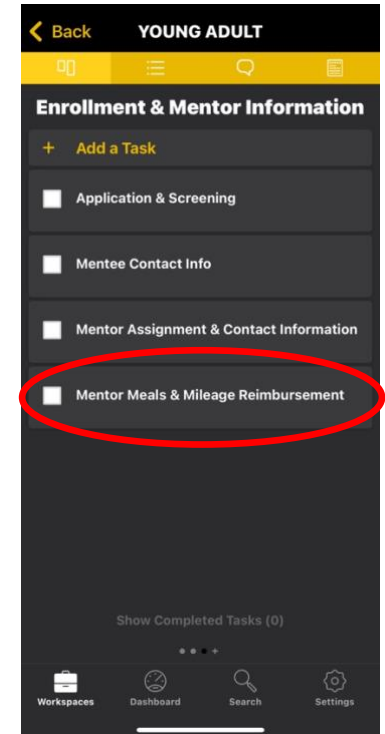 Back YOUNG ADULT
Enrollment & Mentor Information
+ Add a Task
Application & Screening
Mentee Contact Info
Mentor Assignment & Contact Information
Mentor Meals & Mileage Reimbursement
Show Completed Tasks (0)
Workspaces Dashboard Search Settings